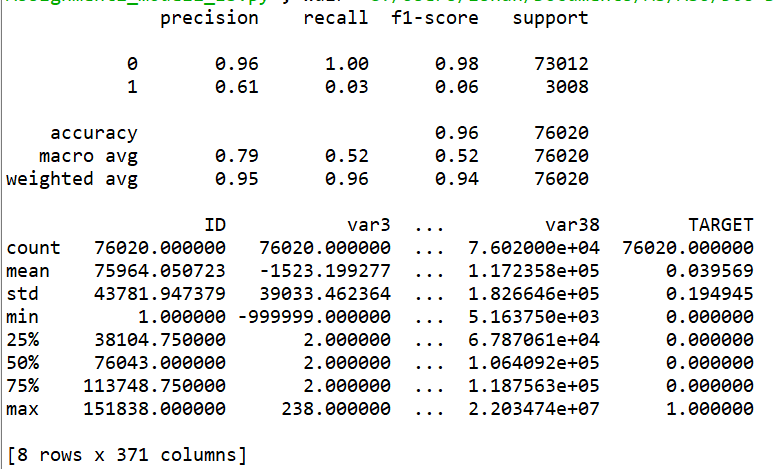 precision    recall  f1-score   support

           0       0.96      1.00      0.98     73012
           1       0.61      0.03      0.06      3008

    accuracy                           0.96     76020
   macro avg       0.79      0.52      0.52     76020
weighted avg       0.95      0.96      0.94     76020

                  ID           var3  ...         var38        TARGET
count   76020.000000   76020.000000  ...  7.602000e+04  76020.000000
mean    75964.050723   -1523.199277  ...  1.172358e+05      0.039569
std     43781.947379   39033.462364  ...  1.826646e+05      0.194945
min         1.000000 -999999.000000  ...  5.163750e+03      0.000000
25%     38104.750000       2.000000  ...  6.787061e+04      0.000000
50%     76043.000000       2.000000  ...  1.064092e+05      0.000000
75%    113748.750000       2.000000  ...  1.187563e+05      0.000000
max    151838.000000     238.000000  ...  2.203474e+07      1.000000

[8 rows x 371 columns]